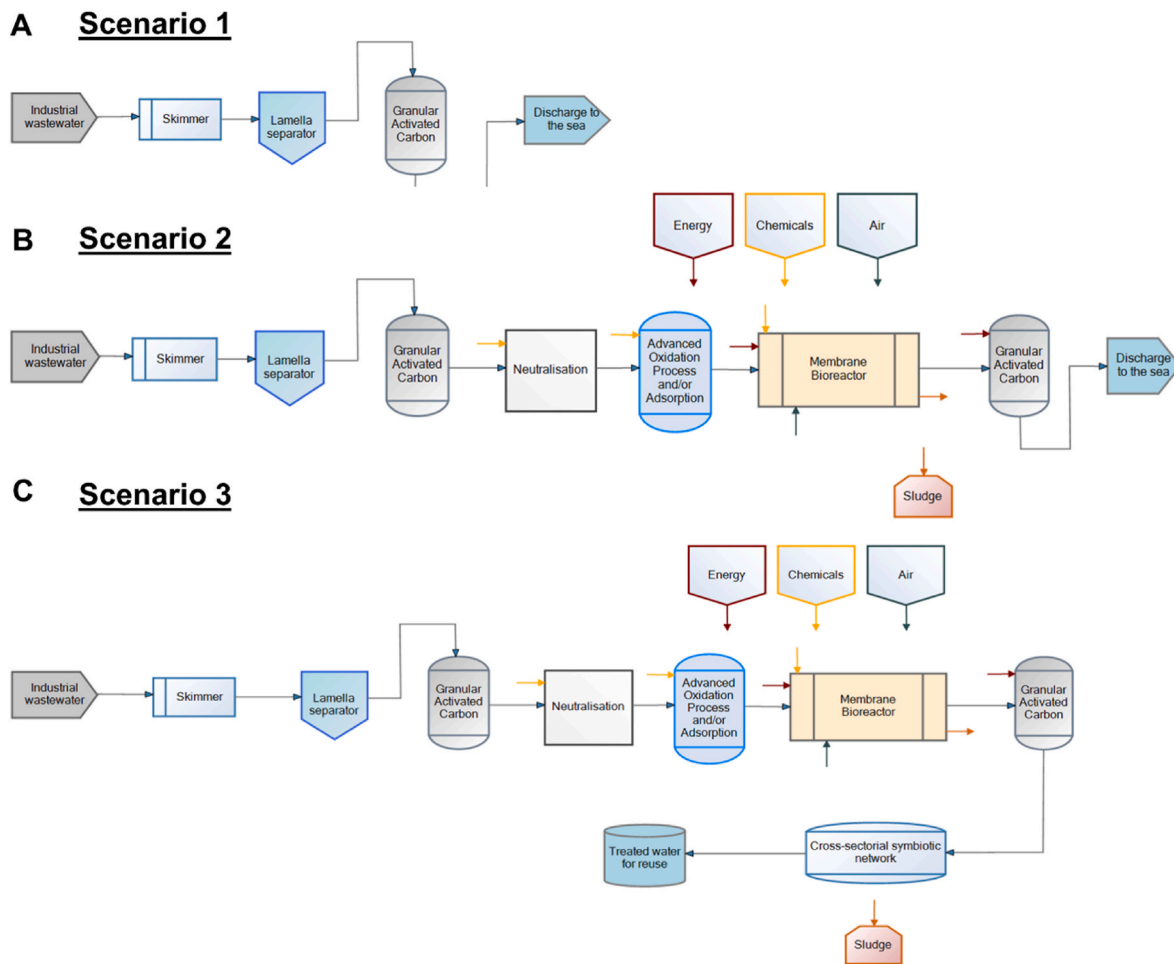 A Scenario 1
Industrial
wastewater
Skimmer
Lamella
separator
Granular
Activated
Carbon
Discharge to
the sea
B Scenario 2
Energy
Chemicals
Air
Industrial
wastewater
Skimmer
Lamella
separator
Granular
Activated
Carbon
Neutralisation
Advanced
Oxidation
Process
and/or
Adsorption
Membrane
Bioreactor
Granular
Activated
Carbon
Discharge
to the sea
Sludge
C Scenario 3
Energy
Chemicals
Air
Industrial
wastewater
Skimmer
Lamella
separator
Granular
Activated
Carbon
Neutralisation
Advanced
Oxidation
Process
and/or
Adsorption
Membrane
Bioreactor
Granular
Activated
Carbon
Treated water
for reuse
Cross-sectorial symbiotic
network
Sludge